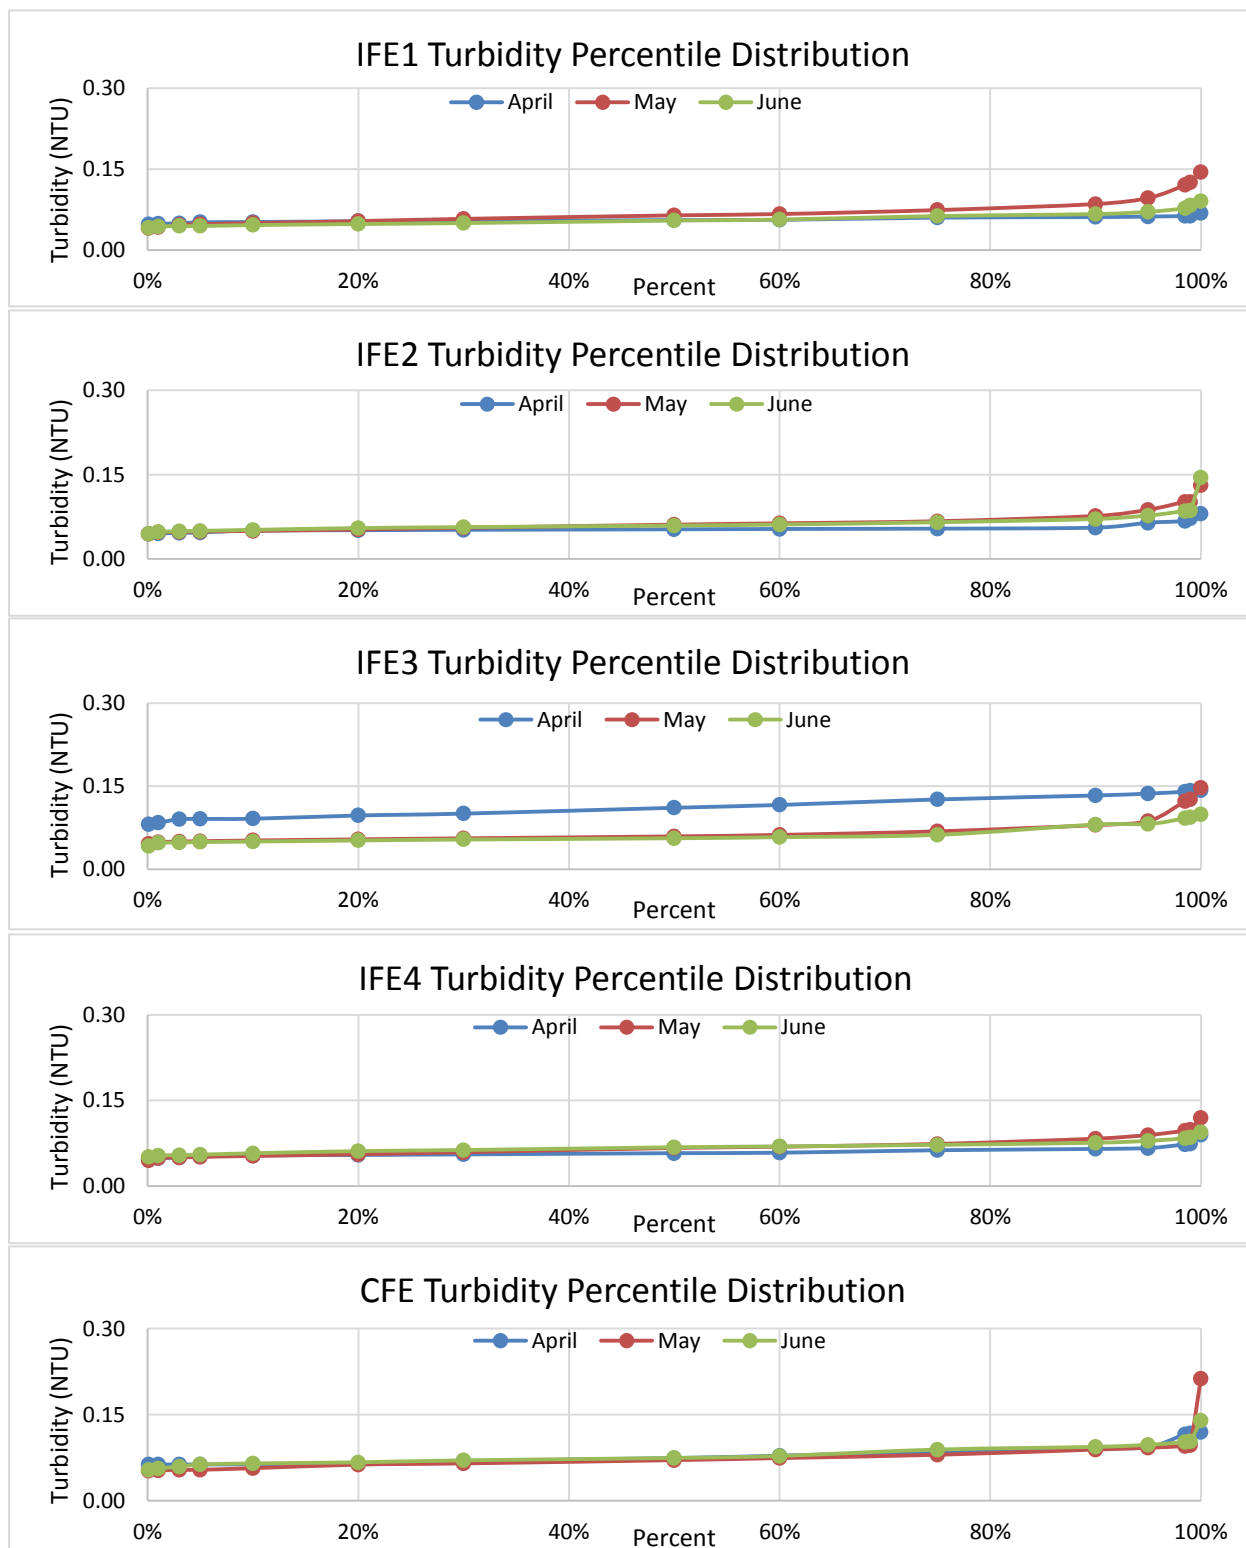 IFE1 Turbidity Percentile Distribution
April May June
Turbidity (NTU)
0.30
0.15
0.00
0% 20% 40% 60% 80% 100%
Percent
IFE2 Turbidity Percentile Distribution
April May June
Turbidity (NTU)
0.30
0.15
0.00
0% 20% 40% 60% 80% 100%
Percent
IFE3 Turbidity Percentile Distribution
April May June
Turbidity (NTU)
0.30
0.15
0.00
0% 20% 40% 60% 80% 100%
Percent
IFE4 Turbidity Percentile Distribution
April May June
Turbidity (NTU)
0.30
0.15
0.00
0% 20% 40% 60% 80% 100%
Percent
CFE Turbidity Percentile Distribution
April May June
Turbidity (NTU)
0.30
0.15
0.00
0% 20% 40% 60% 80% 100%
Percent